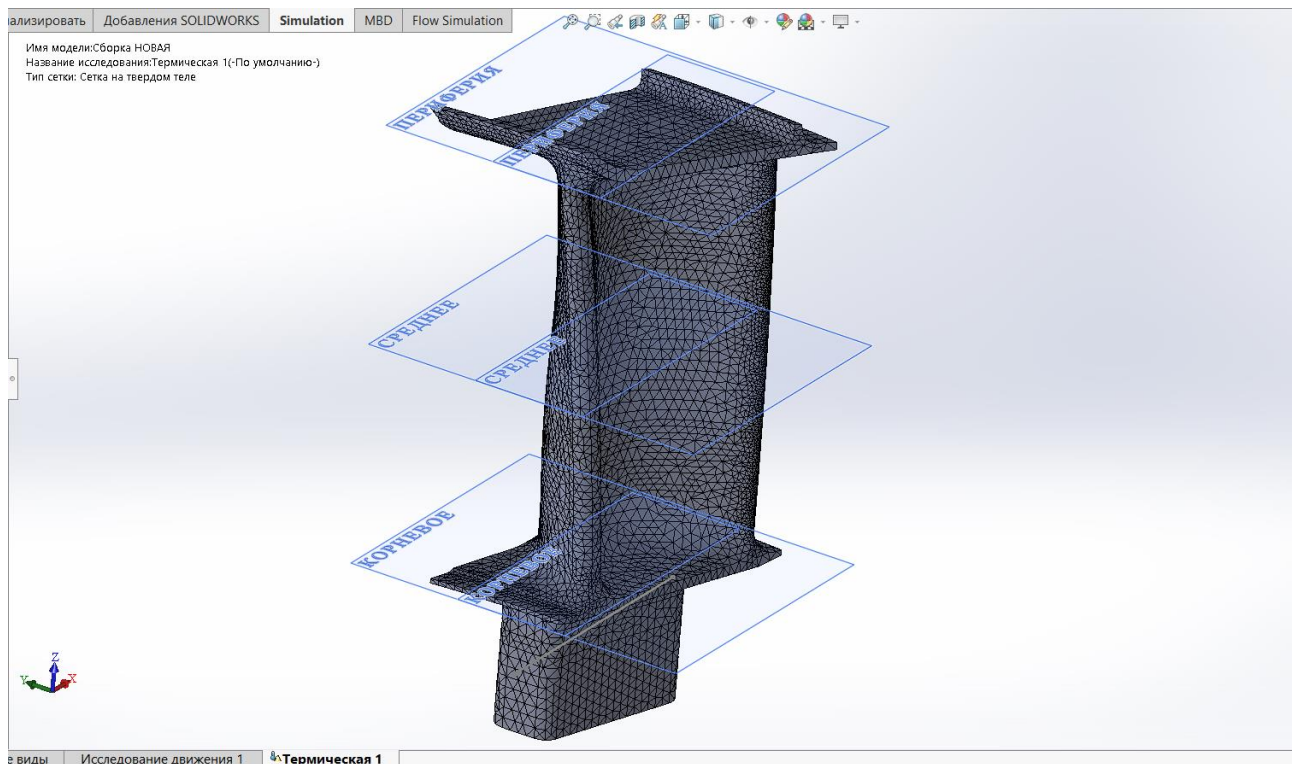 ализировать Добавления SOLIDWORKS Simulation MBD Flow Simulation
Имя модели:Сборка НОВАЯ
Название исследования:Термическая 1(-По умолчанию-)
Тип сетки: Сетка на твердом теле
ПЕРИФЕРИЯ
ПЕРИФЕРИЯ
СРЕДНЕЕ
СРЕДНЕЕ
КОРНЕВОЕ
КОРНЕВОЕ
Z
Y
X
е виды Исследование движения 1 Термическая 1